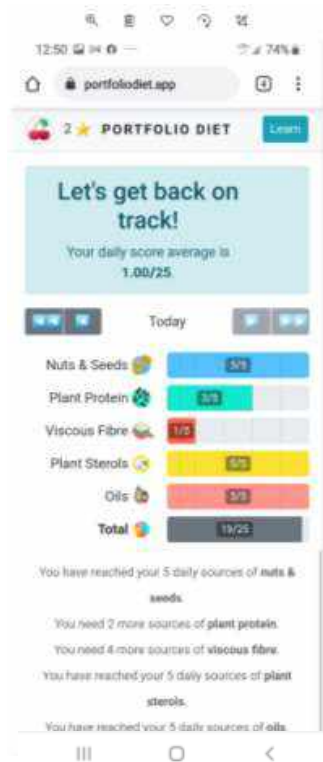 12:50
74%
portfoliodiet.app
2 PORTFOLIO DIET Learn
Let's get back on
track!
Your daily score average is
1.00/25
Today
Nuts & Seeds 5/5
Plant Protein 3/5
Viscous Fibre 1/5
Plant Sterols 5/5
Oils 5/5
Total 19/25
You have reached your 5 daily sources of nuts &
seeds.
You need 2 more sources of plant protein.
You need 4 more sources of viscous fibre.
You have reached your 5 daily sources of plant
sterols.
You have reached your 5 daily sources of oils.